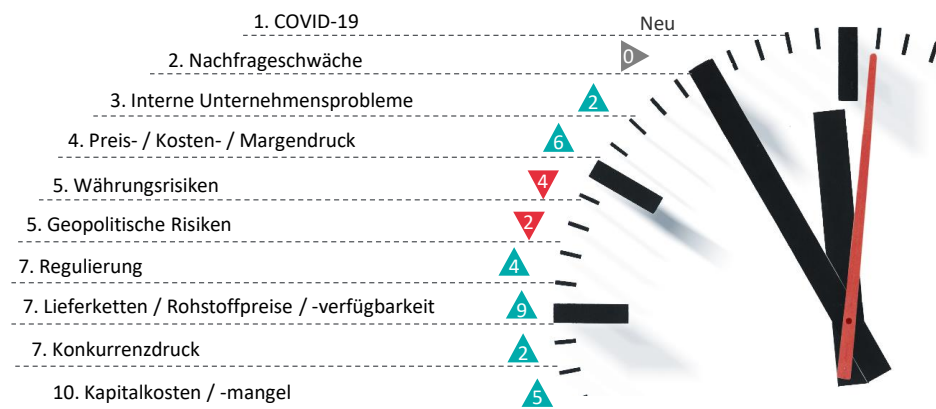 1. COVID-19 Neu
2. Nachfrageschwäche 0
3. Interne Unternehmensprobleme 2
4. Preis- / Kosten- / Margendruck 6
5. Währungsrisiken 4
5. Geopolitische Risiken 2
7. Regulierung 4
7. Lieferketten / Rohstoffpreise / -verfügbarkeit 9
7. Konkurrenzdruck 2
10. Kapitalkosten / -mangel 5